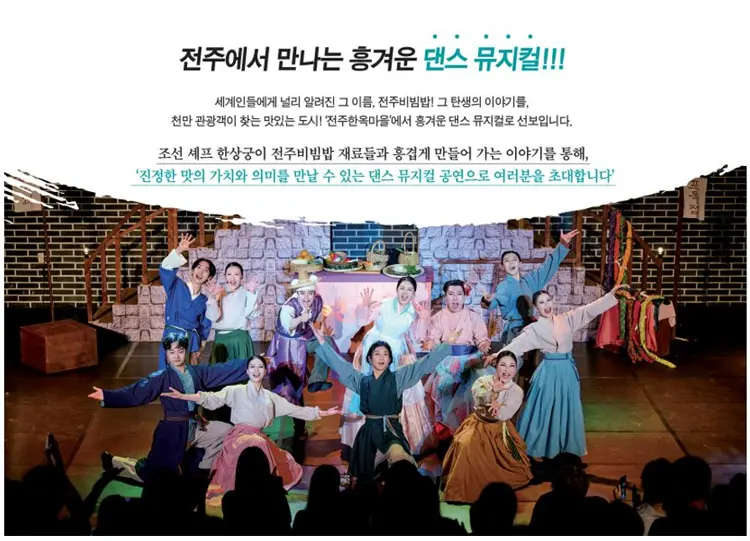 전주에서 만나는 흥겨운 댄스 뮤지컬!!!
세계인들에게 널리 알려진 그 이름, 전주비빔밥! 그 탄생의 이야기를,
천만 관광객이 찾는 맛있는 도시! '전주한옥마을'에서 흥겨운 댄스 뮤지컬로 선보입니다.
조선 셰프 한상궁이 전주비빔밥 재료들과 흥겹게 만들어 가는 이야기를 통해,
'진정한 맛의 가치와 의미를 만날 수 있는 댄스 뮤지컬 공연으로 여러분을 초대합니다'